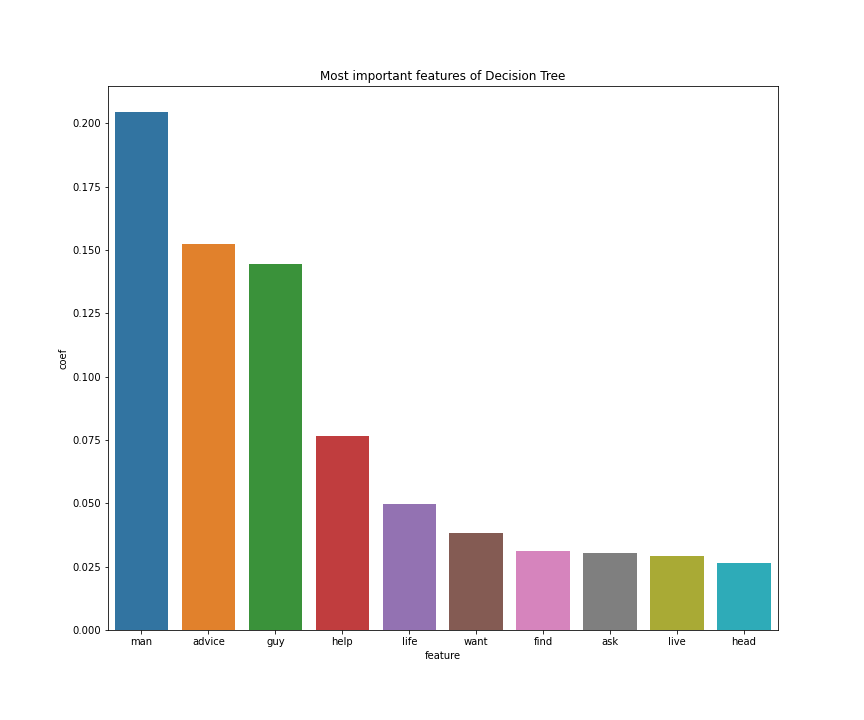 Most important features of Decision Tree
0.200
0.175
0.150
0.125
0.100
0.075
0.050
0.025
0.000
coef
man advice guy help life want find ask live head
feature